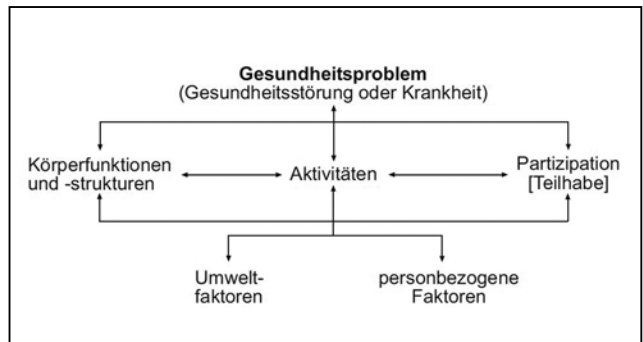 Gesundheitsproblem
(Gesundheitsstörung oder Krankheit)
Körperfunktionen
und -strukturen
Aktivitäten
Partizipation
[Teilhabe]
Umwelt-
faktoren
personbezogene
Faktoren